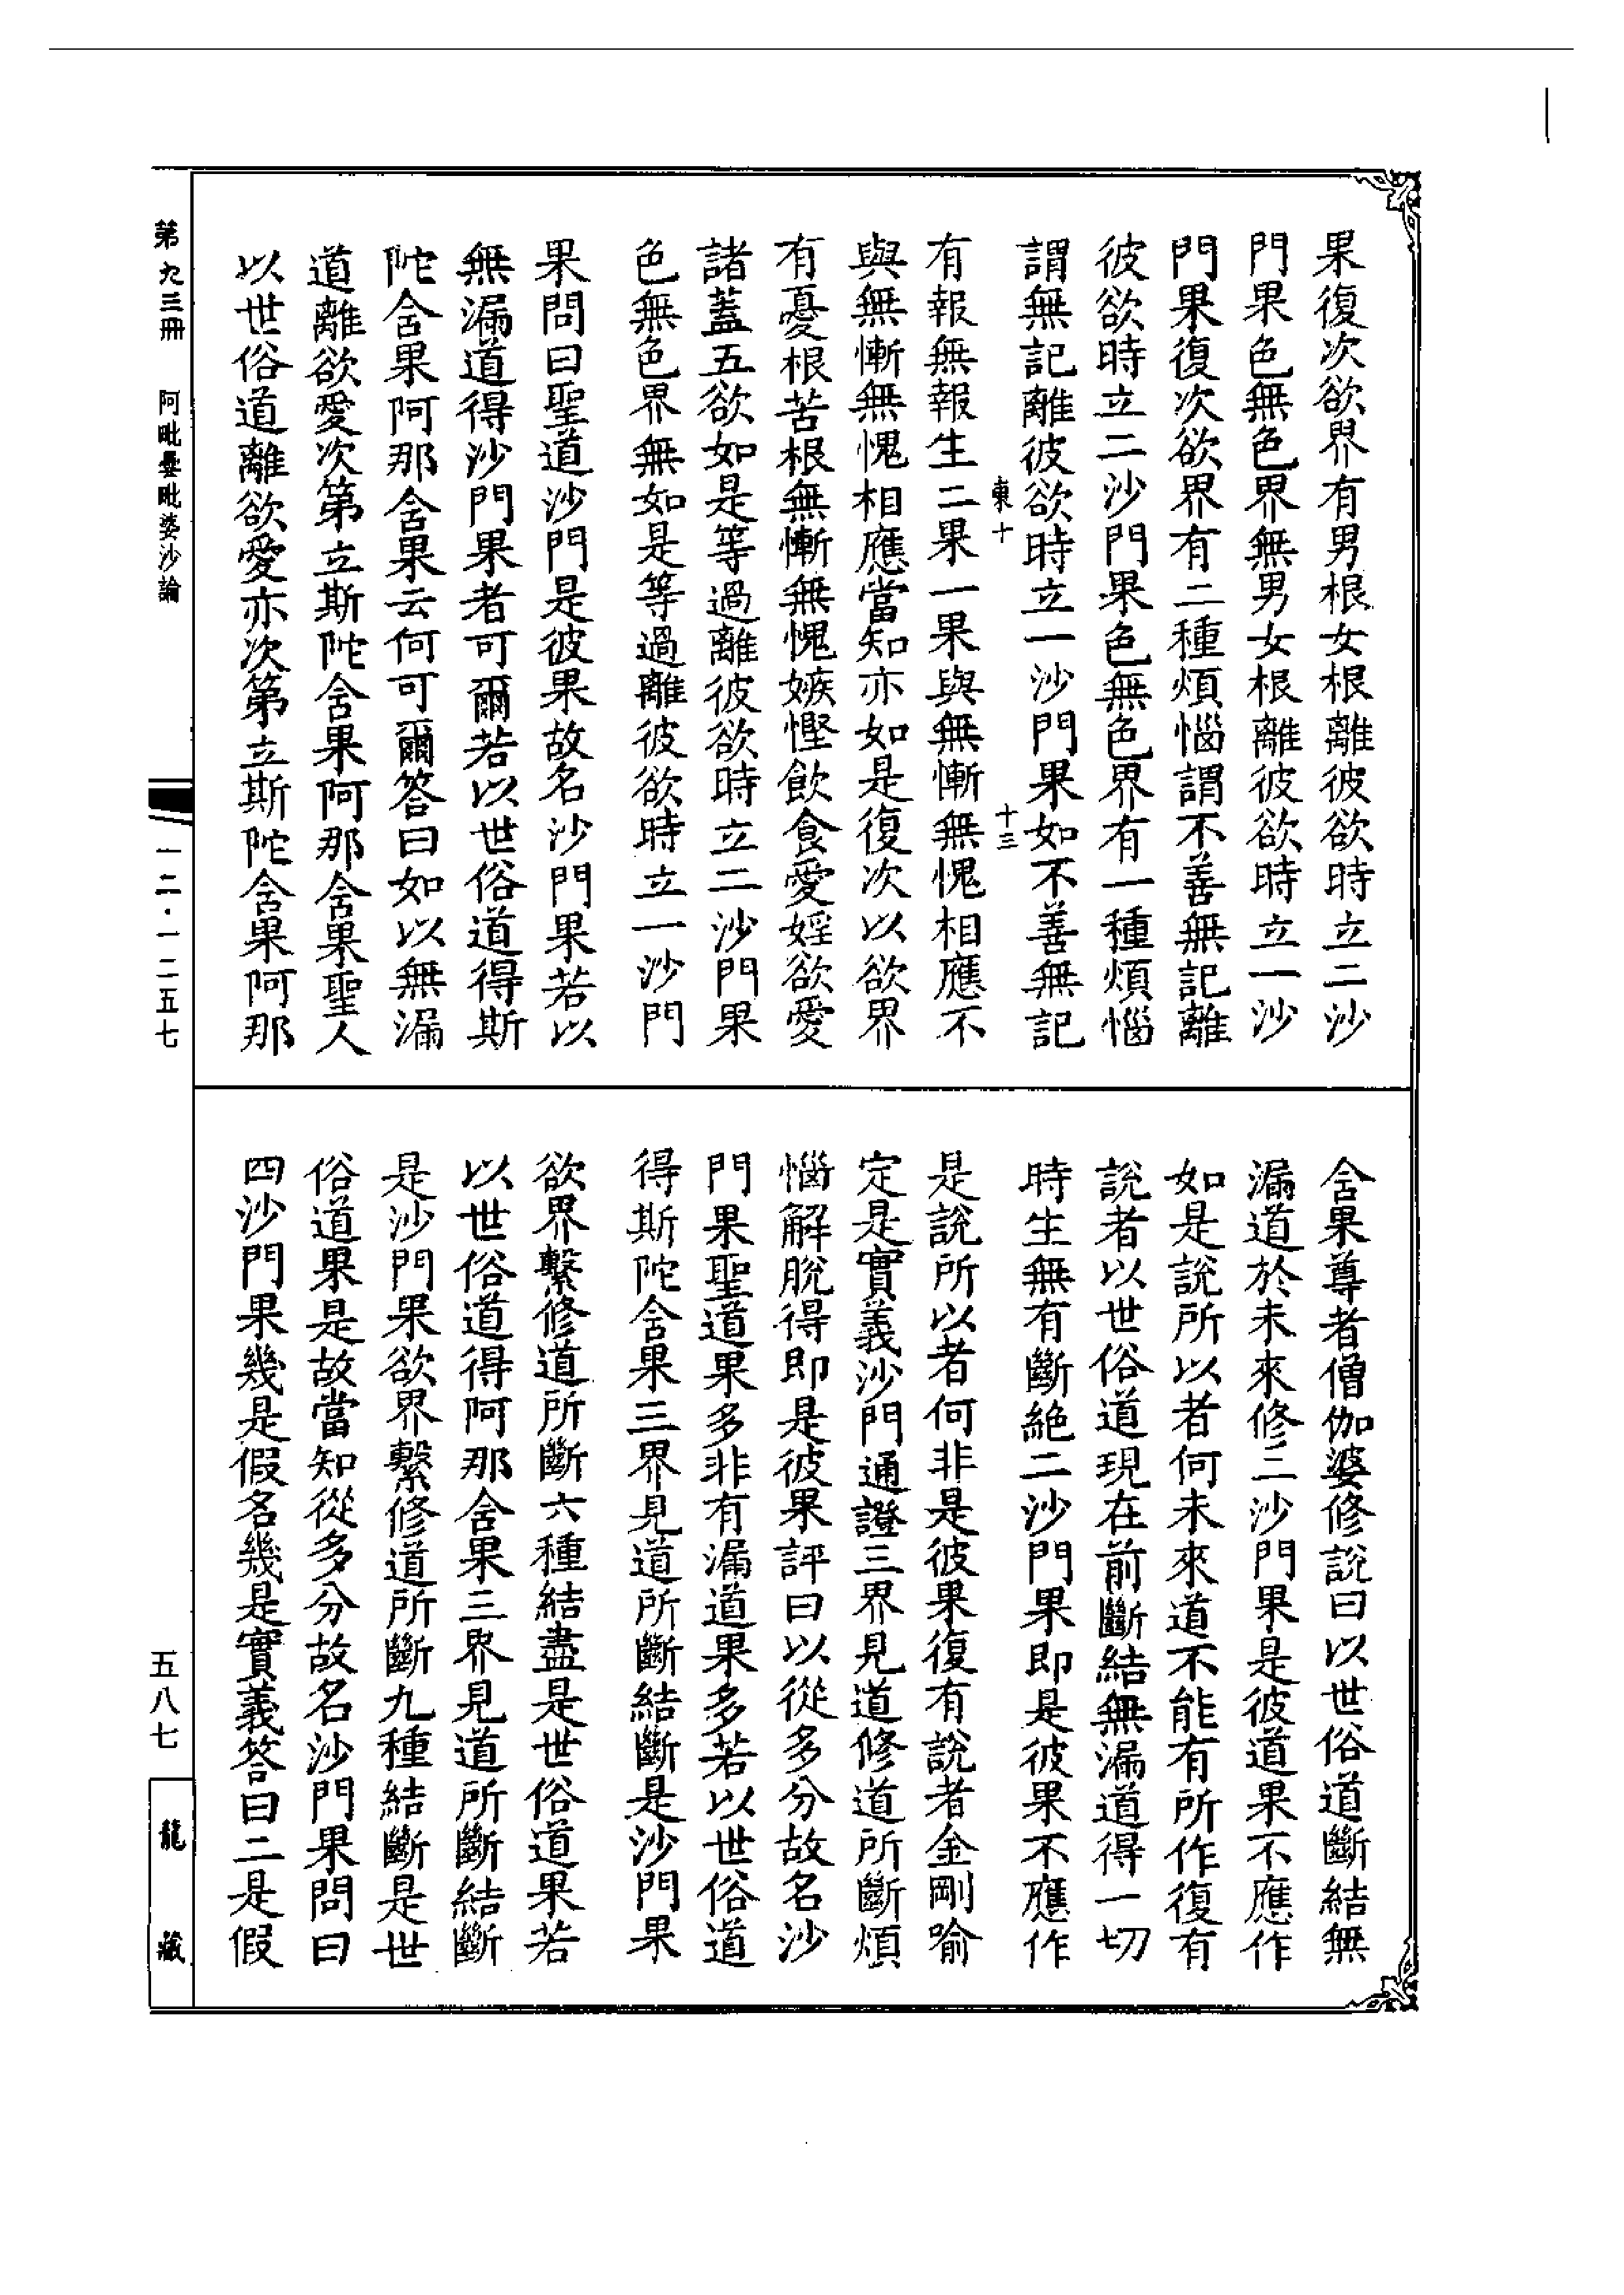 果復次欲界有男根女根離彼欲時立二沙
門果色無色界無男女根離彼欲時立一沙
門果復次欲界有二種煩惱謂不善無記離
彼欲時立二沙門果色無色界有一種煩惱
謂無記離彼欲時立一沙門果如不善無記
東十
十三
有報無報生二果一果與無慚無愧相應不
與無慚無愧相應當知亦如是復次以欲界
有憂根苦根無慚無愧嫉慳飲食愛婬欲愛
諸蓋五欲如是等過離彼欲時立二沙門果
色無色界無如是等過離彼欲時立一沙門
果問曰聖道沙門是彼果故名沙門果若以
無漏道得沙門果者可爾若以世俗道得斯
陀含果阿那含果云何可爾答曰如以無漏
道離欲愛次第立斯陀含果阿那含果聖人
以世俗道離欲愛亦次第立斯陀含果阿那
含果尊者僧伽婆修說曰以世俗道斷結無
漏道於未來修二沙門果是彼道果不應作
如是說所以者何未來道不能有所作復有
說者以世俗道現在前斷結無漏道得一切
時生無有斷絕二沙門果即是彼果不應作
是說所以者何非是彼果復有說者金剛喻
定是實義沙門通證三界見道修道所斷煩
惱解脫得即是彼果評曰以從多分故名沙
門果聖道果多非有漏道果多若以世俗道
得斯陀含果三界見道所斷結斷是沙門果
欲界繫修道所斷六種結盡是世俗道果若
以世俗道得阿那含果三界見道所斷結斷
是沙門果欲界繫修道所斷九種結斷是世
俗道果是故當知從多分故名沙門果問曰
四沙門果幾是假名幾是實義答曰二是假
第九三冊
阿毗曇毗婆沙論
一二·一二五七
五八七
龍藏